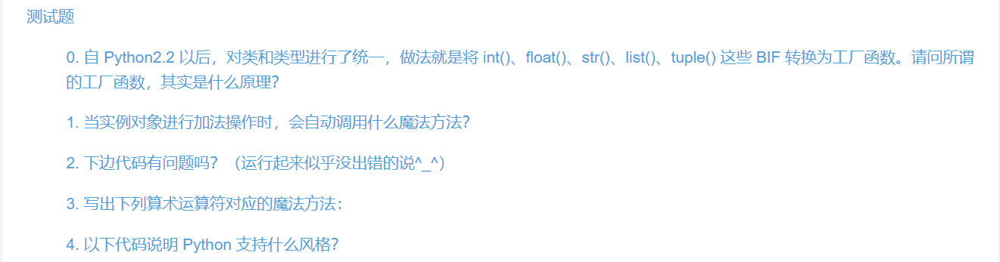 测试题
0. 自 Python2.2 以后，对类和类型进行了统一，做法就是将 int()、float()、str()、list()、tuple() 这些 BIF 转换为工厂函数。请问所谓
的工厂函数，其实是什么原理？
1. 当实例对象进行加法操作时，会自动调用什么魔法方法？
2. 下边代码有问题吗？（运行起来似乎没出错的说^_^）
3. 写出下列算术运算符对应的魔法方法：
4. 以下代码说明 Python 支持什么风格？